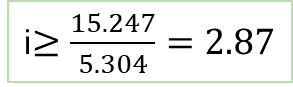 i≥ 15.247/5.304 = 2.87